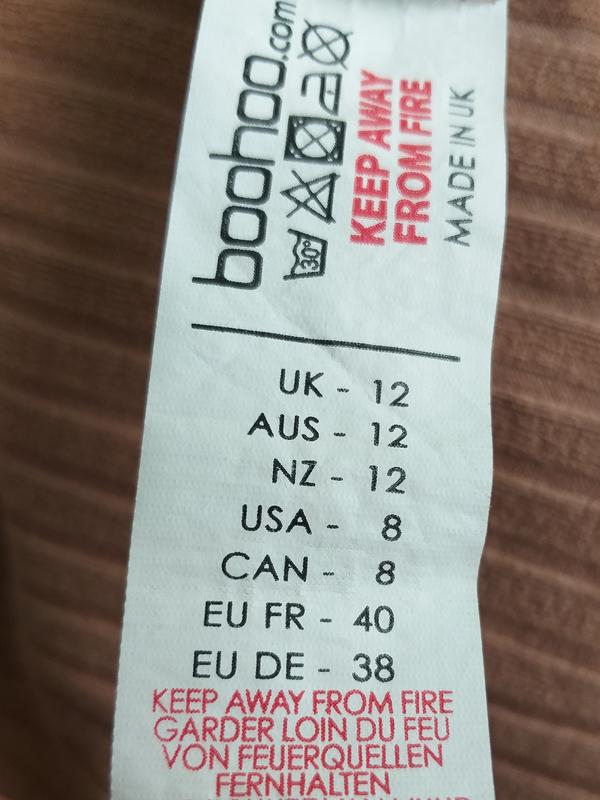 boohoo.com
30°
KEEP AWAY
FROM FIRE
MADE IN UK
UK - 12
AUS - 12
NZ - 12
USA - 8
CAN - 8
EU FR - 40
EU DE - 38
KEEP AWAY FROM FIRE
GARDER LOIN DU FEU
VON FEUERQUELLEN
FERNHALTEN